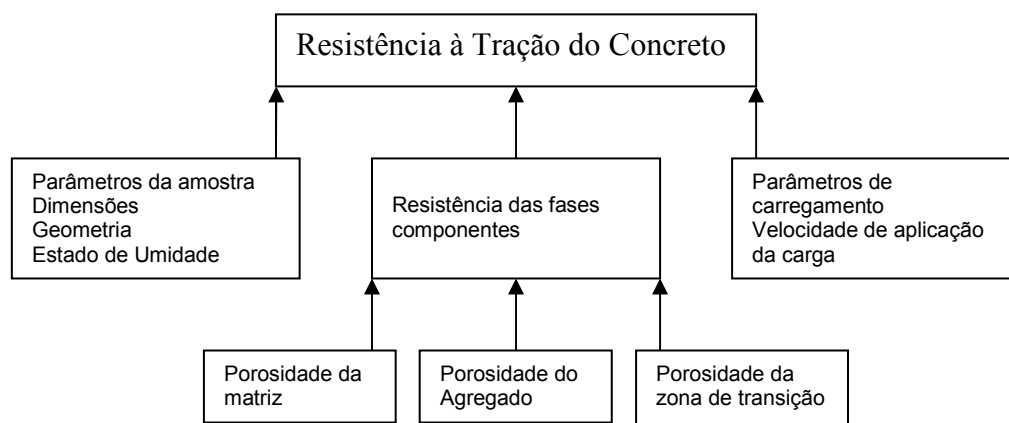 Resistência à Tração do Concreto
Parâmetros da amostra
Dimensões
Geometria
Estado de Umidade
Resistência das fases
componentes
Parâmetros de
carregamento
Velocidade de aplicação
da carga
Porosidade da
matriz
Porosidade do
Agregado
Porosidade da
zona de transição